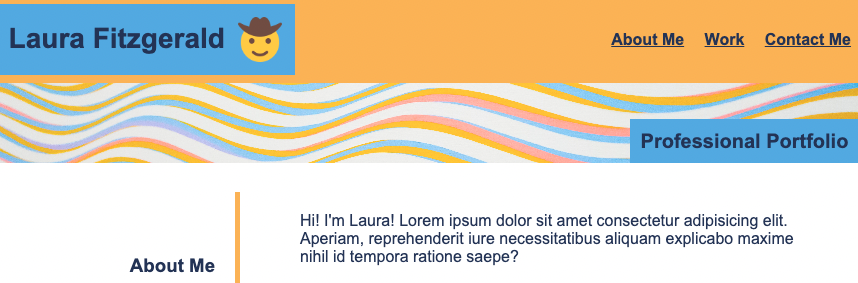 Laura Fitzgerald 🤠
About Me Work Contact Me
Professional Portfolio
About Me
Hi! I'm Laura! Lorem ipsum dolor sit amet consectetur adipisicing elit.
Aperiam, reprehenderit iure necessitatibus aliquam explicabo maxime
nihil id tempora ratione saepe?